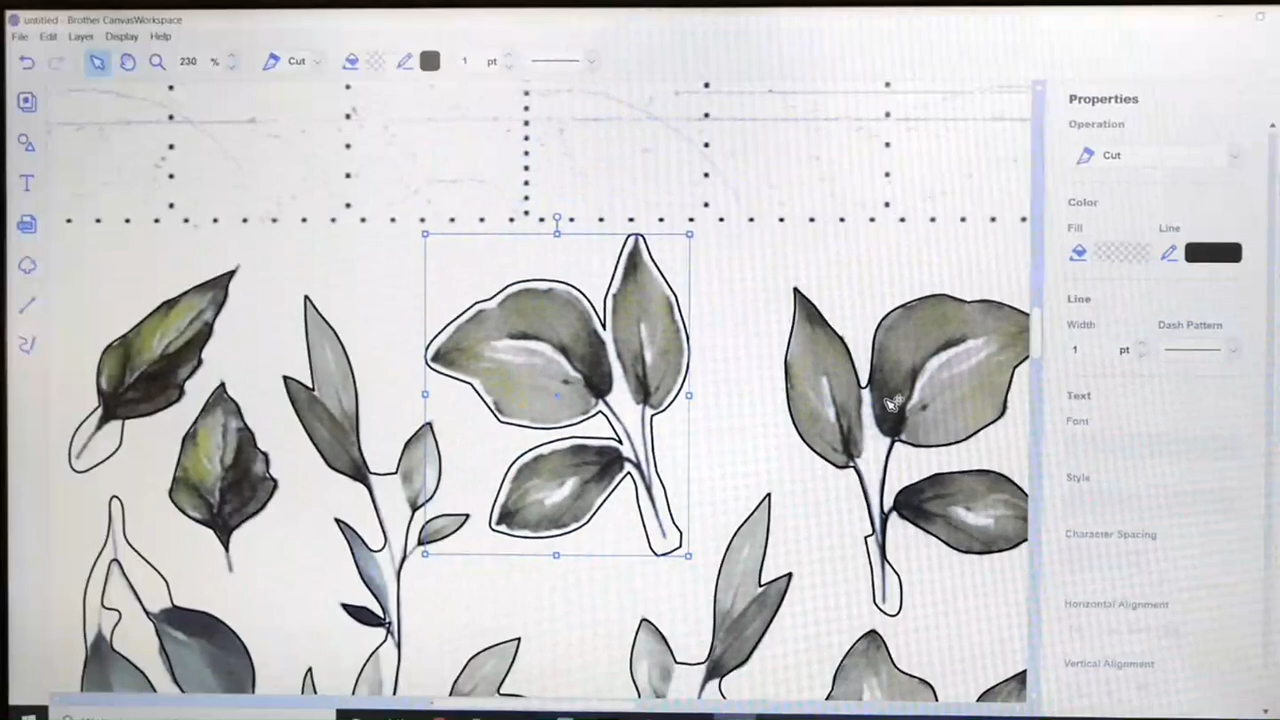 untitled - Brother CanvasWorkspace
File Edit Layer Display Help
230 % Cut 1 pt
Properties
Operation
Cut
Color
Fill Line
Line
Width Dash Pattern
1 pt
Text
Font
Style
Character Spacing
Horizontal Alignment
Vertical Alignment